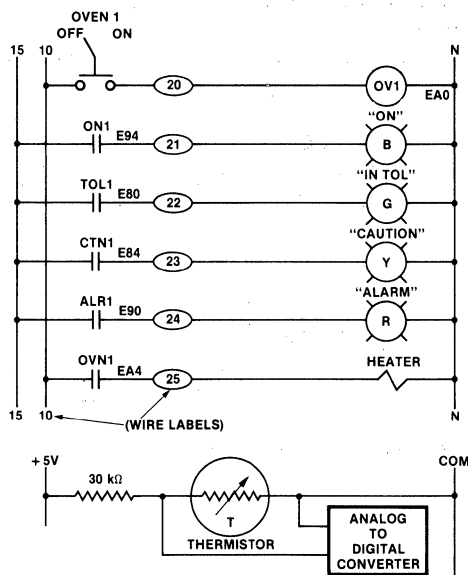 OVEN 1
OFF ON
15 10 N
20 OV1 EA0
"ON"
ON1 E94 21 B
"IN TOL"
TOL1 E80 22 G
"CAUTION"
CTN1 E84 23 Y
"ALARM"
ALR1 E90 24 R
OVN1 EA4 25 HEATER
15 10 N
(WIRE LABELS)
+5V COM
30 kΩ
T
THERMISTOR
ANALOG
TO
DIGITAL
CONVERTER